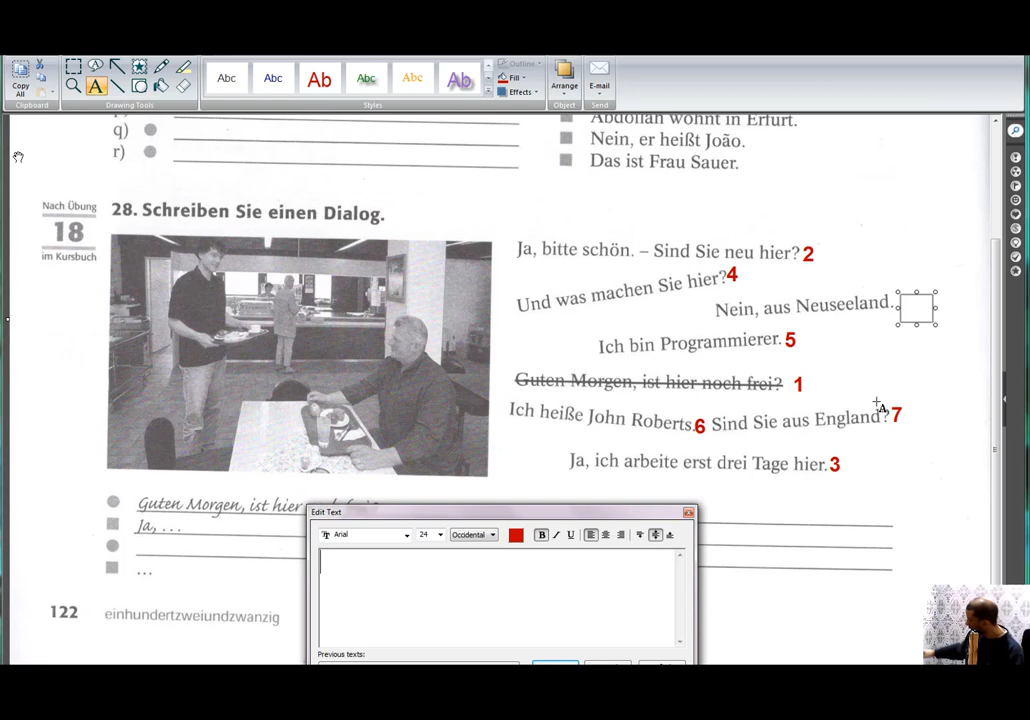 Copy All
Clipboard
Drawing Tools
Abc Abc Ab Abc Abc Ab
Styles
Outline
Fill
Effects
Arrange
Object
E-mail
Send
q)
r)
Abdollah wohnt in Erfurt.
Nein, er heißt João.
Das ist Frau Sauer.
Nach Übung
18
im Kursbuch
28. Schreiben Sie einen Dialog.
Ja, bitte schön. – Sind Sie neu hier? 2
Und was machen Sie hier? 4
Nein, aus Neuseeland.
Ich bin Programmierer. 5
Guten Morgen, ist hier noch frei? 1
Ich heiße John Roberts. 6 Sind Sie aus England? 7
Ja, ich arbeite erst drei Tage hier. 3
Guten Morgen, ist hier
Ja, ...
...
Edit Text
Arial 24 Occidental B I U
Previous texts:
122 einhundertzweiundzwanzig